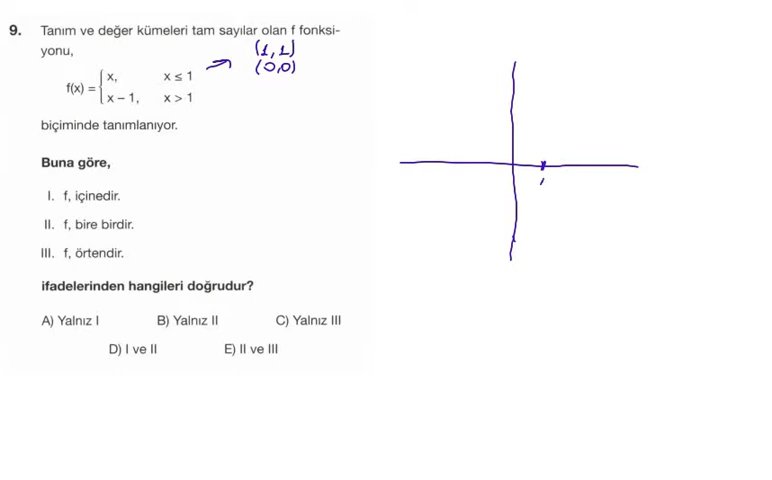 9. Tanım ve değer kümeleri tam sayılar olan f fonksi-
yonu,
(1,1)
(0,0)
f(x) = { x, x ≤ 1
x − 1, x > 1
biçiminde tanımlanıyor.
Buna göre,
I. f, içinedir.
II. f, bire birdir.
III. f, örtendir.
ifadelerinden hangileri doğrudur?
A) Yalnız I B) Yalnız II C) Yalnız III
D) I ve II E) II ve III